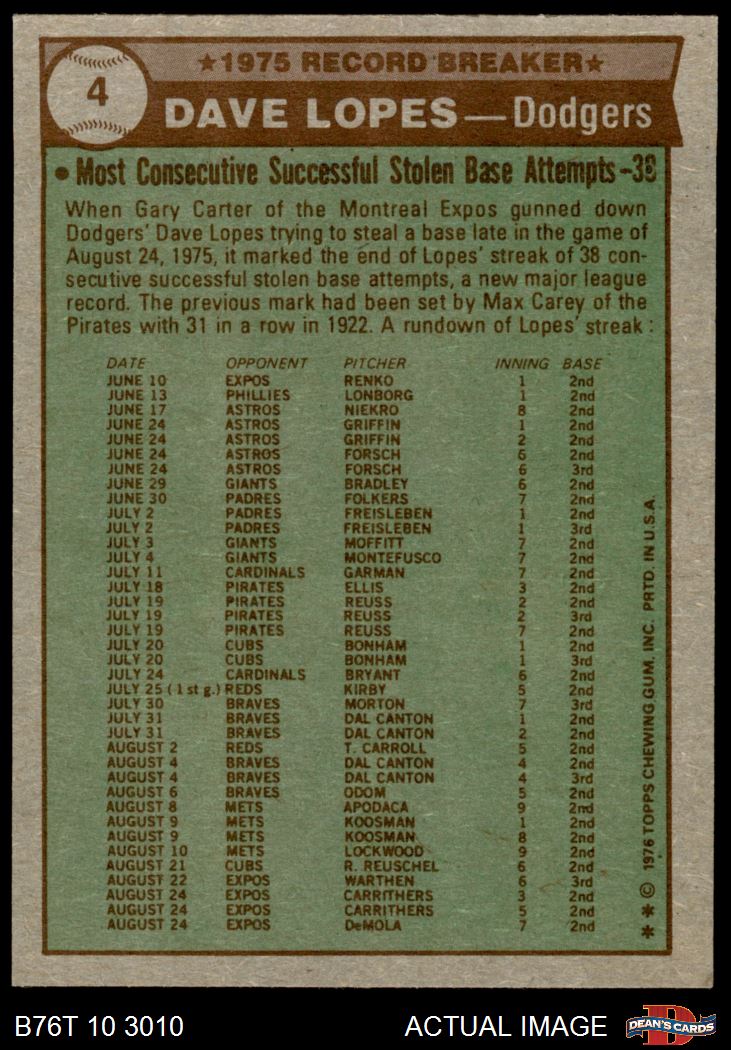 4
★1975 RECORD BREAKER★
DAVE LOPES—Dodgers
• Most Consecutive Successful Stolen Base Attempts-38
When Gary Carter of the Montreal Expos gunned down
Dodgers' Dave Lopes trying to steal a base late in the game of
August 24, 1975, it marked the end of Lopes' streak of 38 con-
secutive successful stolen base attempts, a new major league
record. The previous mark had been set by Max Carey of the
Pirates with 31 in a row in 1922. A rundown of Lopes' streak :
DATE OPPONENT PITCHER INNING BASE
JUNE 10 EXPOS RENKO 1 2nd
JUNE 13 PHILLIES LONBORG 1 2nd
JUNE 17 ASTROS NIEKRO 8 2nd
JUNE 24 ASTROS GRIFFIN 1 2nd
JUNE 24 ASTROS GRIFFIN 2 2nd
JUNE 24 ASTROS FORSCH 6 2nd
JUNE 24 ASTROS FORSCH 6 3rd
JUNE 29 GIANTS BRADLEY 6 2nd
JUNE 30 PADRES FOLKERS 7 2nd
JULY 2 PADRES FREISLEBEN 1 2nd
JULY 2 PADRES FREISLEBEN 1 3rd
JULY 3 GIANTS MOFFITT 7 2nd
JULY 4 GIANTS MONTEFUSCO 7 2nd
JULY 11 CARDINALS GARMAN 7 2nd
JULY 18 PIRATES ELLIS 3 2nd
JULY 19 PIRATES REUSS 2 2nd
JULY 19 PIRATES REUSS 2 3rd
JULY 19 PIRATES REUSS 7 2nd
JULY 20 CUBS BONHAM 1 2nd
JULY 20 CUBS BONHAM 1 3rd
JULY 24 CARDINALS BRYANT 6 2nd
JULY 25 (1 st g.) REDS KIRBY 5 2nd
JULY 30 BRAVES MORTON 7 3rd
JULY 31 BRAVES DAL CANTON 1 2nd
JULY 31 BRAVES DAL CANTON 2 2nd
AUGUST 2 REDS T. CARROLL 5 2nd
AUGUST 4 BRAVES DAL CANTON 4 2nd
AUGUST 4 BRAVES DAL CANTON 4 3rd
AUGUST 6 BRAVES ODOM 5 2nd
AUGUST 8 METS APODACA 9 2nd
AUGUST 9 METS KOOSMAN 1 2nd
AUGUST 9 METS KOOSMAN 8 2nd
AUGUST 10 METS LOCKWOOD 9 2nd
AUGUST 21 CUBS R. REUSCHEL 6 2nd
AUGUST 22 EXPOS WARTHEN 6 3rd
AUGUST 24 EXPOS CARRITHERS 3 2nd
AUGUST 24 EXPOS CARRITHERS 5 2nd
AUGUST 24 EXPOS DeMOLA 7 2nd
* * © 1976 TOPPS CHEWING GUM, INC. PRTD. IN U.S.A.
B76T 10 3010 ACTUAL IMAGE
D
DEAN'S CARDS